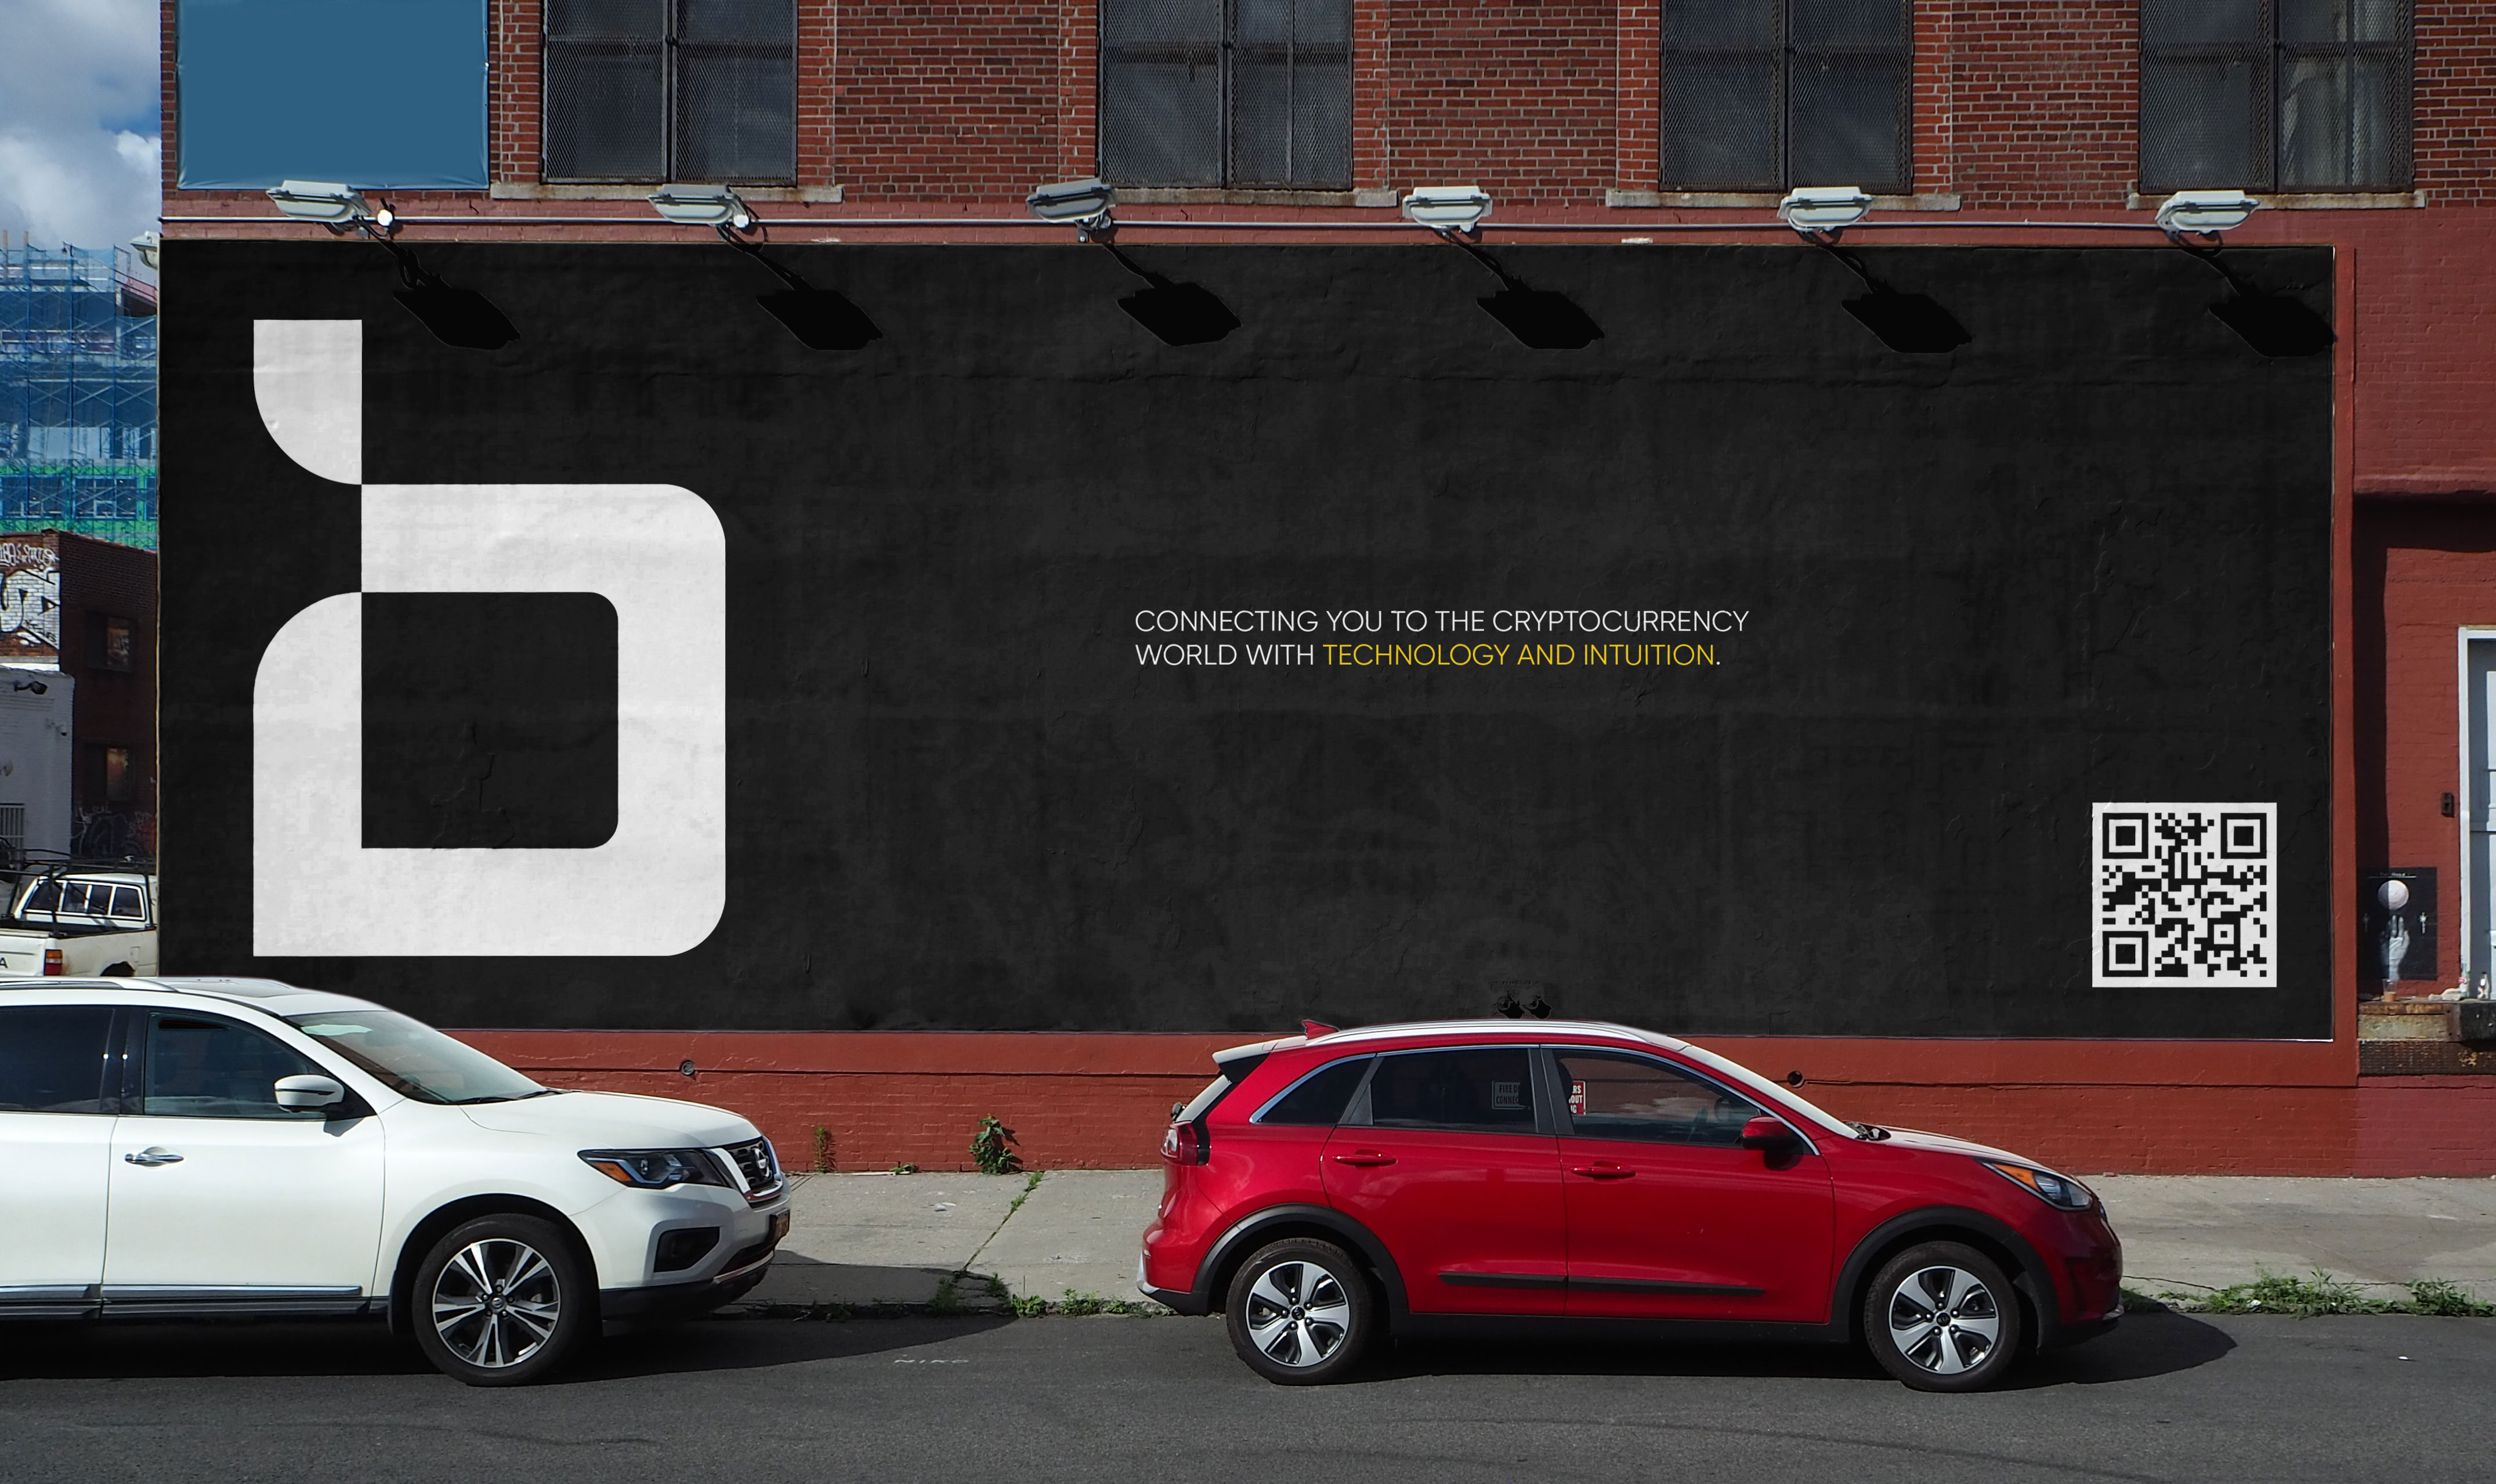 b
CONNECTING YOU TO THE CRYPTOCURRENCY
WORLD WITH TECHNOLOGY AND INTUITION.